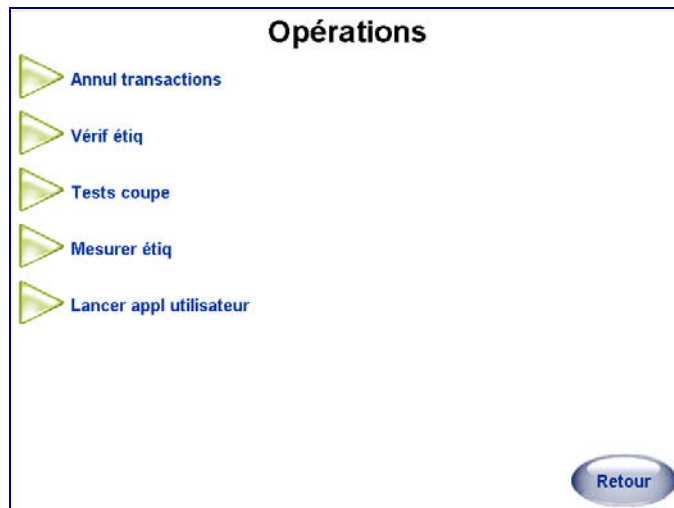 Opérations
Annul transactions
Vérif étiq
Tests coupe
Mesurer étiq
Lancer appl utilisateur
Retour